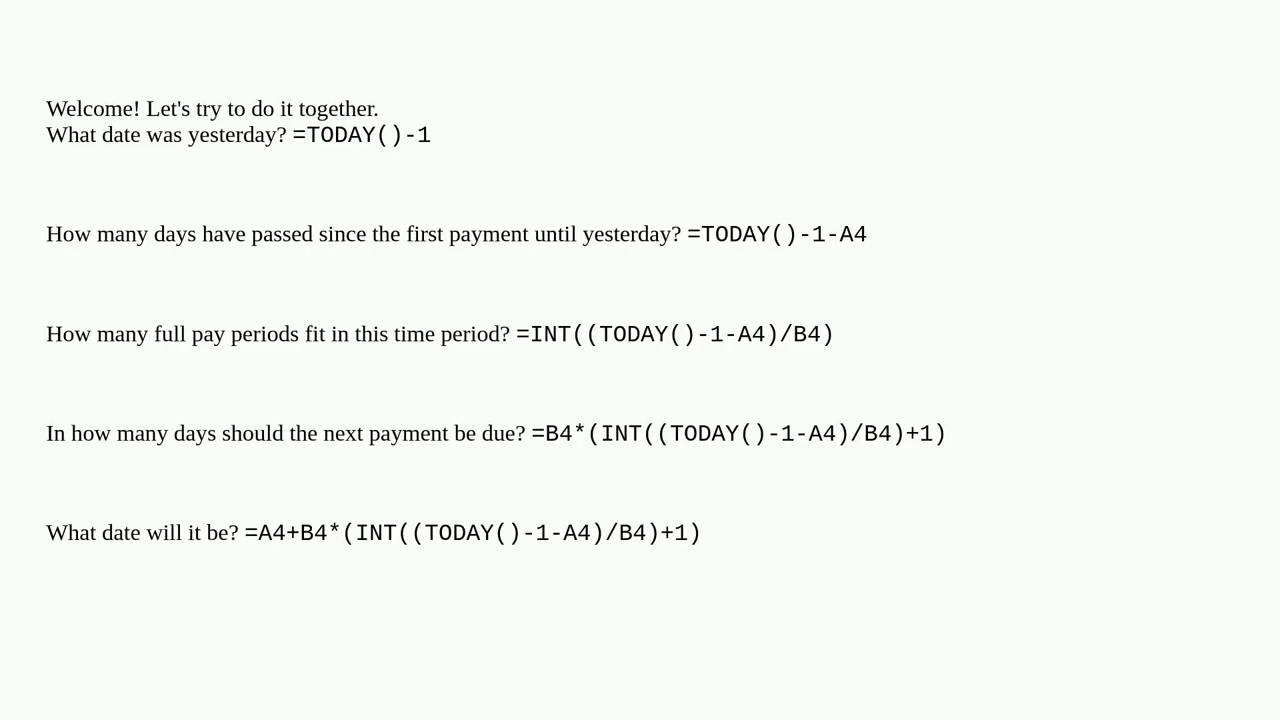 Welcome! Let's try to do it together.
What date was yesterday? =TODAY()-1
How many days have passed since the first payment until yesterday? =TODAY()-1-A4
How many full pay periods fit in this time period? =INT((TODAY()-1-A4)/B4)
In how many days should the next payment be due? =B4*(INT((TODAY()-1-A4)/B4)+1)
What date will it be? =A4+B4*(INT((TODAY()-1-A4)/B4)+1)